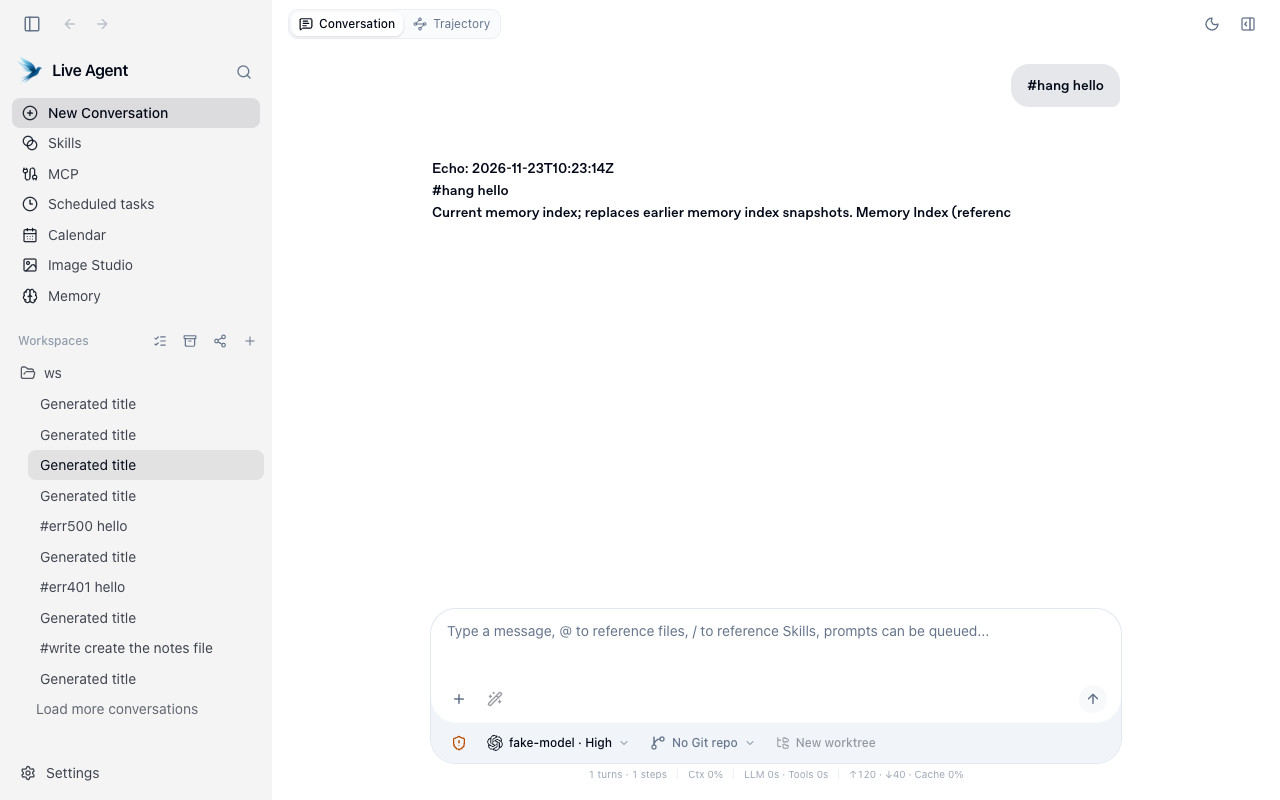 Conversation
Trajectory
Live Agent
New Conversation
Skills
MCP
Scheduled tasks
Calendar
Image Studio
Memory
Workspaces
ws
Generated title
Generated title
Generated title
Generated title
#err500 hello
Generated title
#err401 hello
Generated title
#write create the notes file
Generated title
Load more conversations
Settings
#hang hello
Echo: 2026-11-23T10:23:14Z
#hang hello
Current memory index; replaces earlier memory index snapshots. Memory Index (referenc
Type a message, @ to reference files, / to reference Skills, prompts can be queued...
fake-model · High
No Git repo
New worktree
1 turns · 1 steps | Ctx 0% | LLM 0s · Tools 0s | ↑120 · ↓40 · Cache 0%